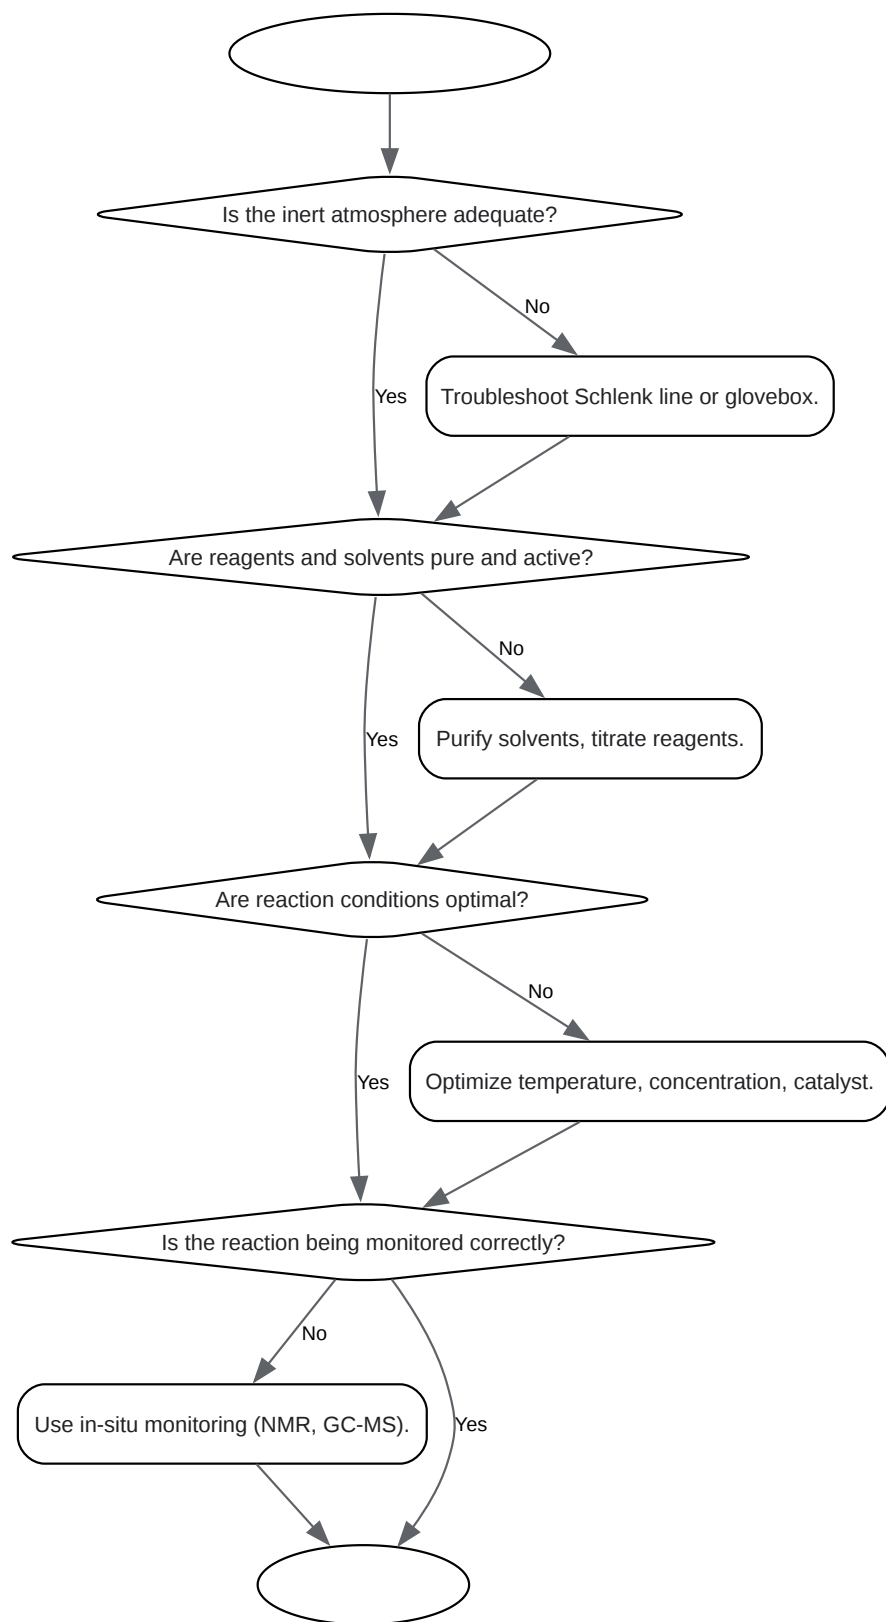 Is the inert atmosphere adequate?
No
Yes
Troubleshoot Schlenk line or glovebox.
Are reagents and solvents pure and active?
No
Yes
Purify solvents, titrate reagents.
Are reaction conditions optimal?
No
Yes
Optimize temperature, concentration, catalyst.
Is the reaction being monitored correctly?
No
Use in-situ monitoring (NMR, GC-MS).
Yes